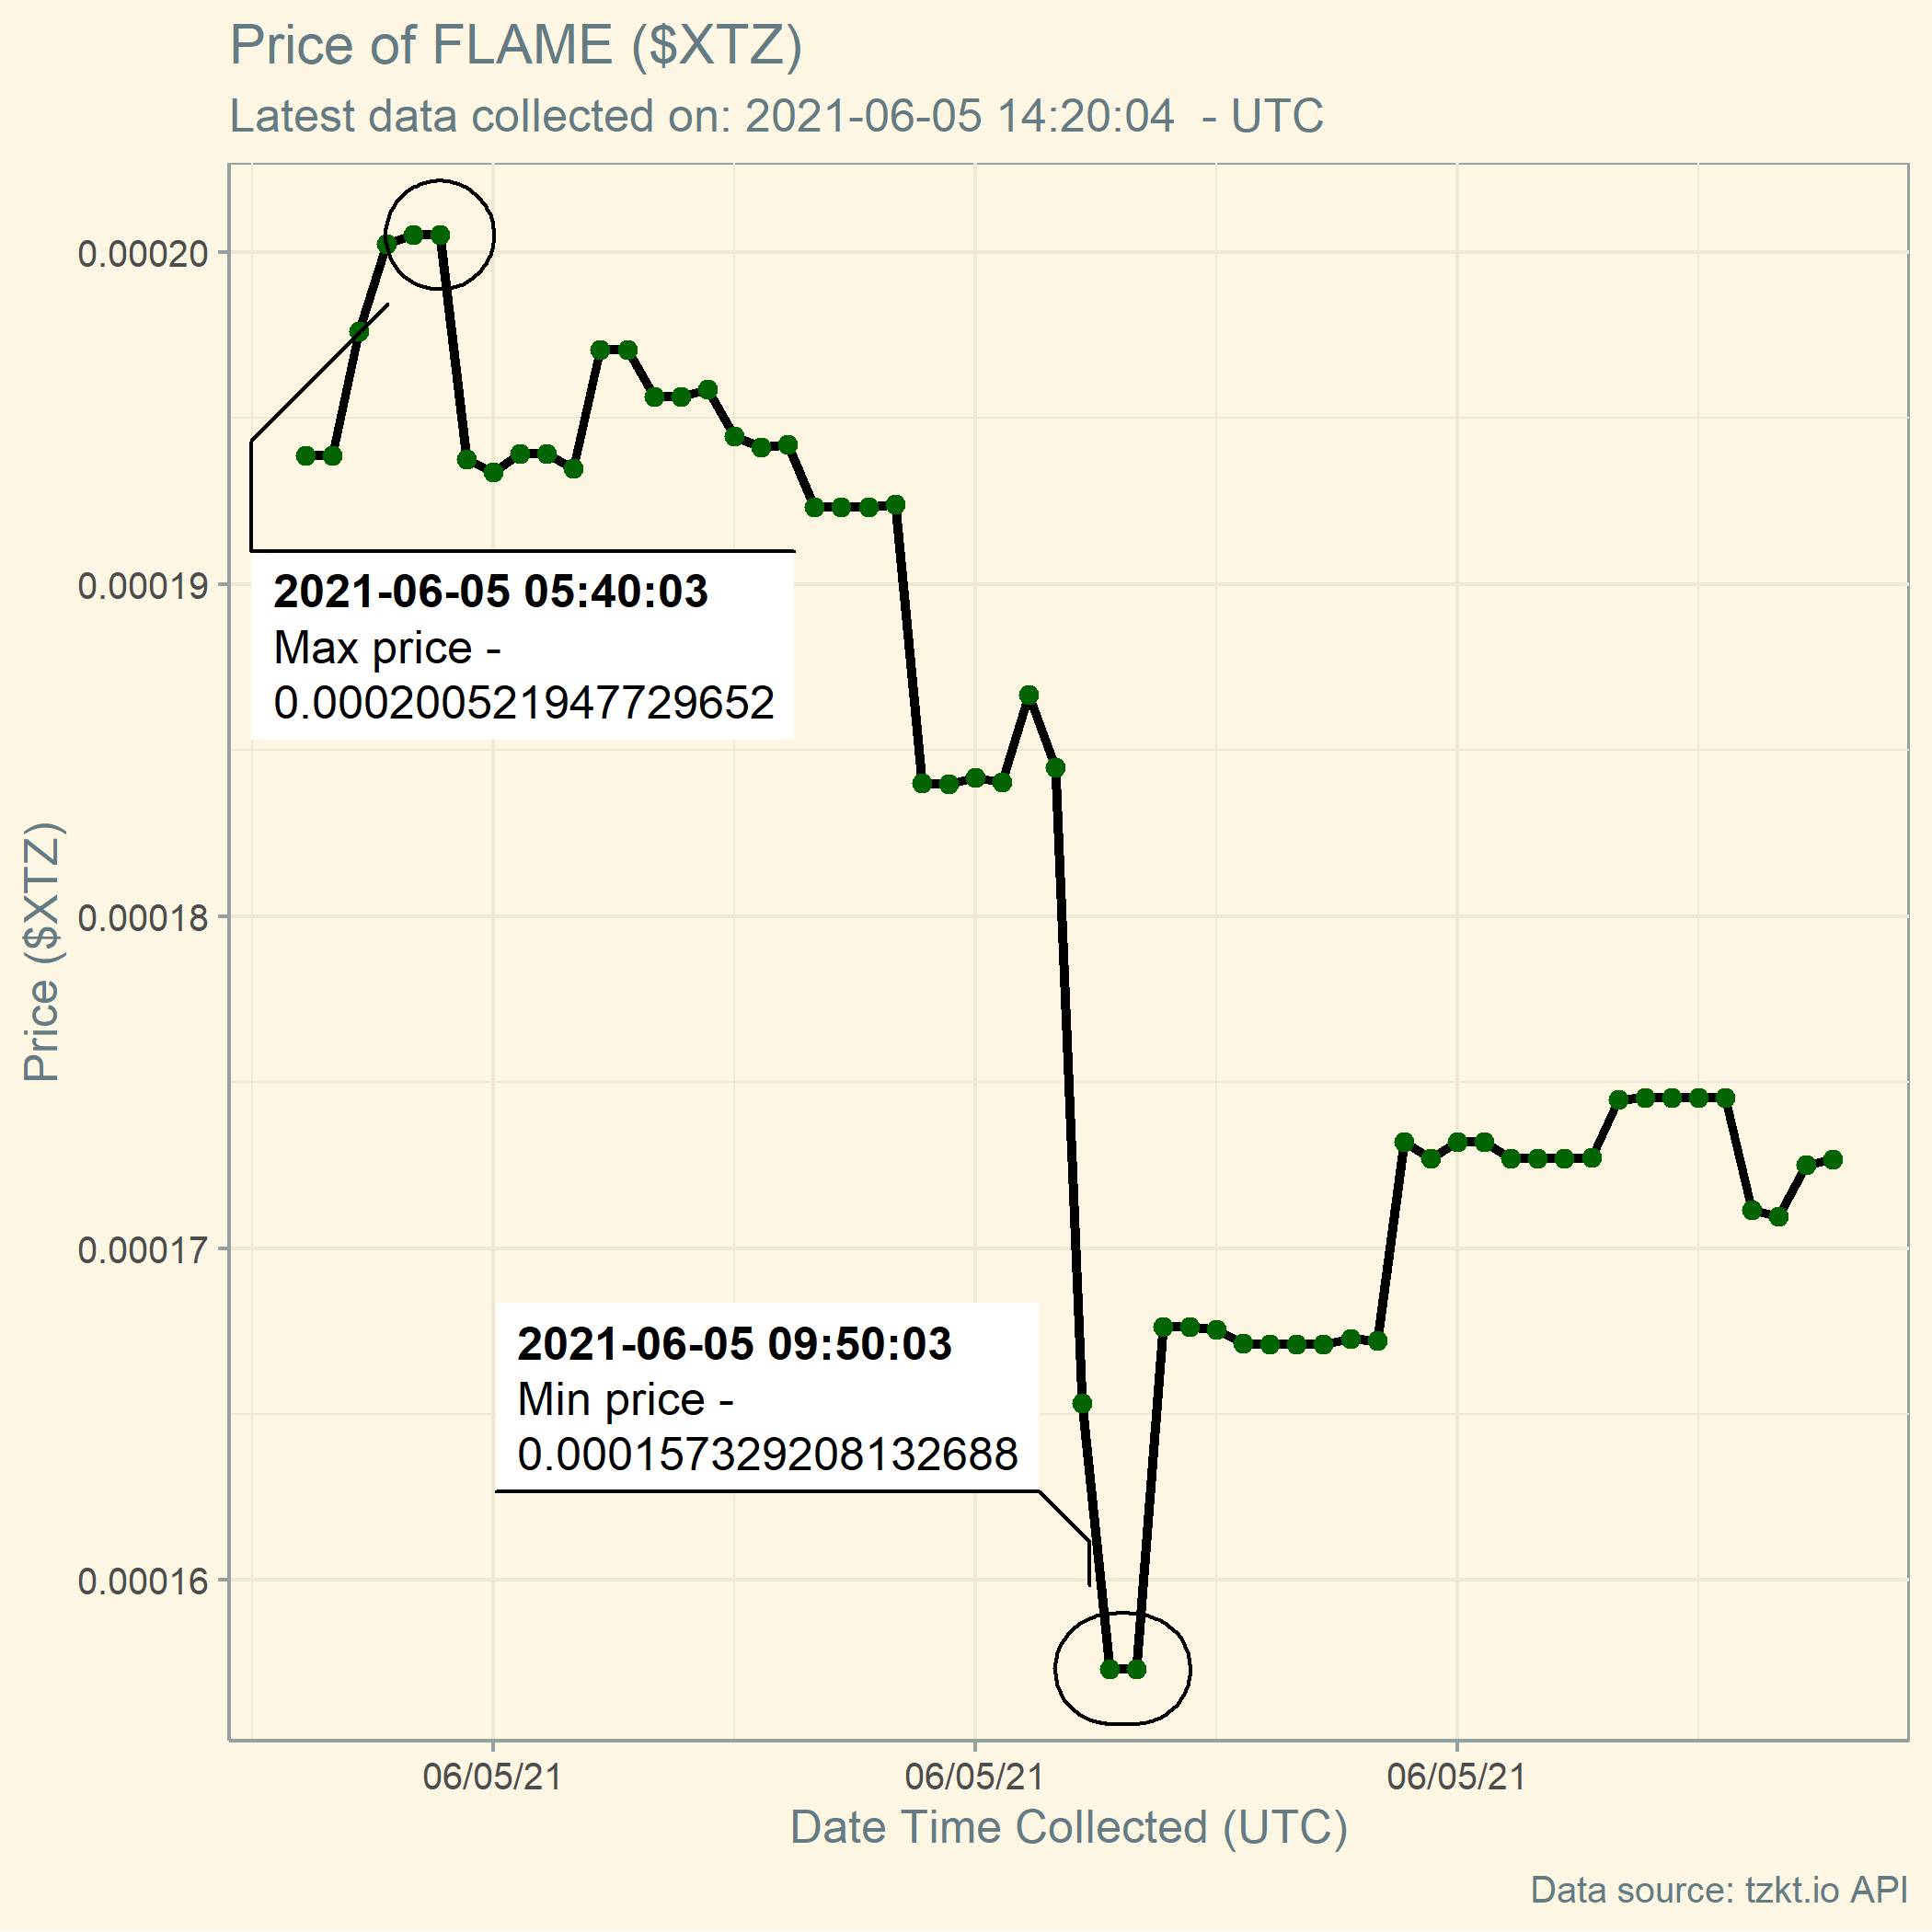 Price of FLAME ($XTZ)
Latest data collected on: 2021-06-05 14:20:04  - UTC
0.00020
0.00019
0.00018
0.00017
0.00016
Price ($XTZ)
2021-06-05 05:40:03
Max price -
0.000200521947729652
2021-06-05 09:50:03
Min price -
0.000157329208132688
06/05/21
06/05/21
06/05/21
Date Time Collected (UTC)
Data source: tzkt.io API